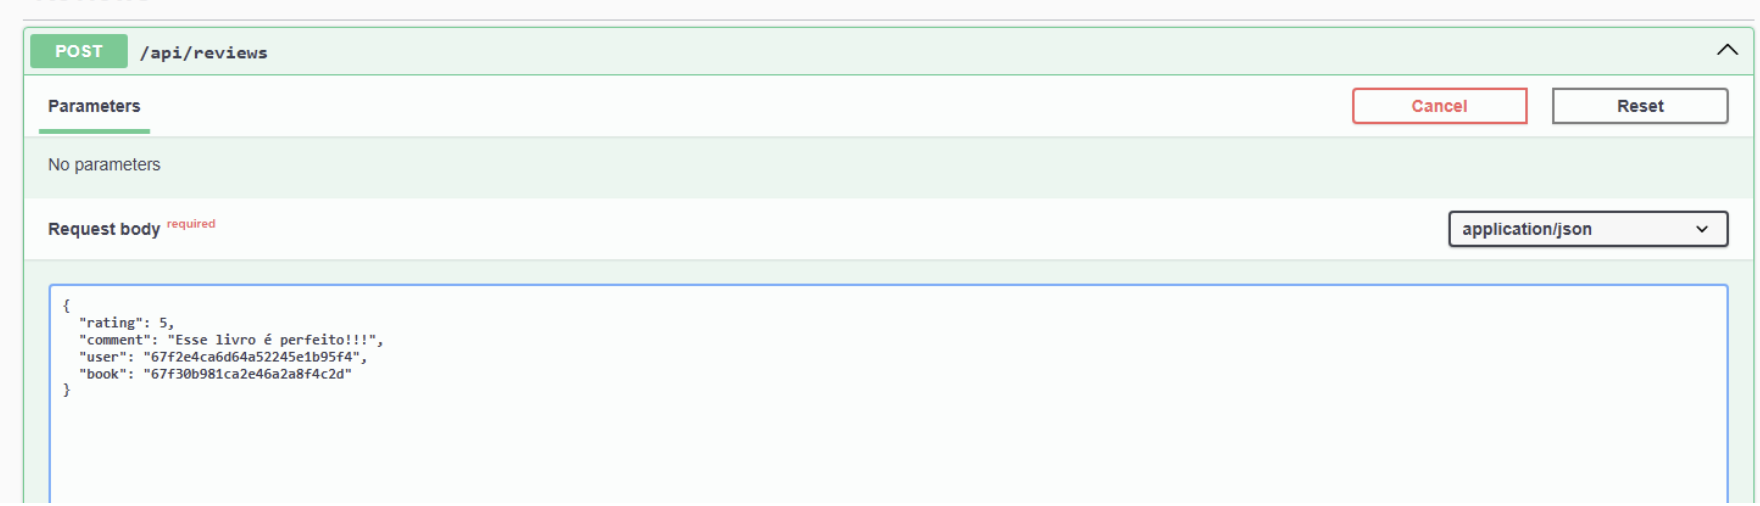 POST /api/reviews
Parameters
Cancel
Reset
No parameters
Request body required
application/json
{
  "rating": 5,
  "comment": "Esse livro é perfeito!!!",
  "user": "67f2e4ca6d64a52245e1b95f4",
  "book": "67f30b981ca2e46a2a8f4c2d"
}